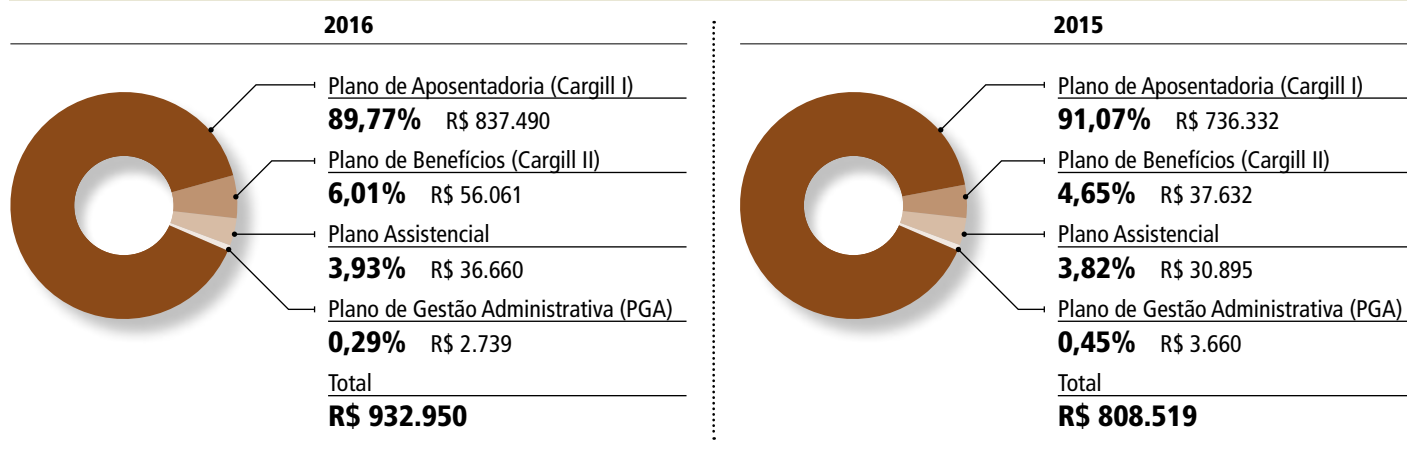 2016
Plano de Aposentadoria (Cargill I)
89,77% R$ 837.490
Plano de Benefícios (Cargill II)
6,01% R$ 56.061
Plano Assistencial
3,93% R$ 36.660
Plano de Gestão Administrativa (PGA)
0,29% R$ 2.739
Total
R$ 932.950
2015
Plano de Aposentadoria (Cargill I)
91,07% R$ 736.332
Plano de Benefícios (Cargill II)
4,65% R$ 37.632
Plano Assistencial
3,82% R$ 30.895
Plano de Gestão Administrativa (PGA)
0,45% R$ 3.660
Total
R$ 808.519